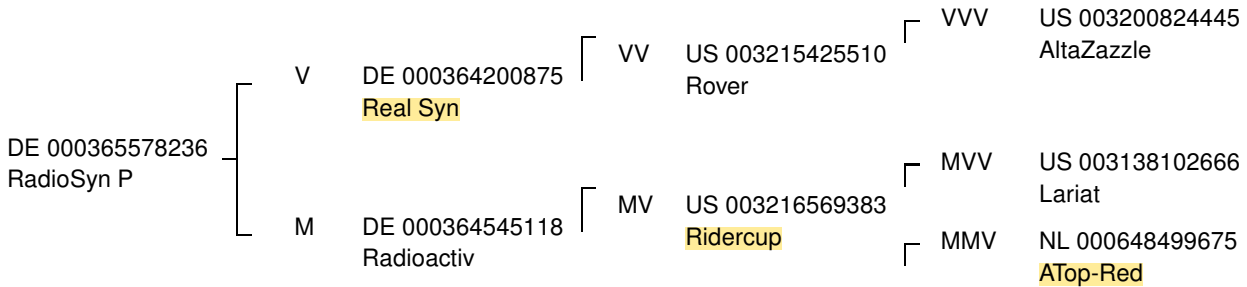 DE 000365578236
RadioSyn P
V DE 000364200875
Real Syn
M DE 000364545118
Radioactiv
VV US 003215425510
Rover
MV US 003216569383
Ridercup
VVV US 003200824445
AltaZazzle
MVV US 003138102666
Lariat
MMV NL 000648499675
ATop-Red